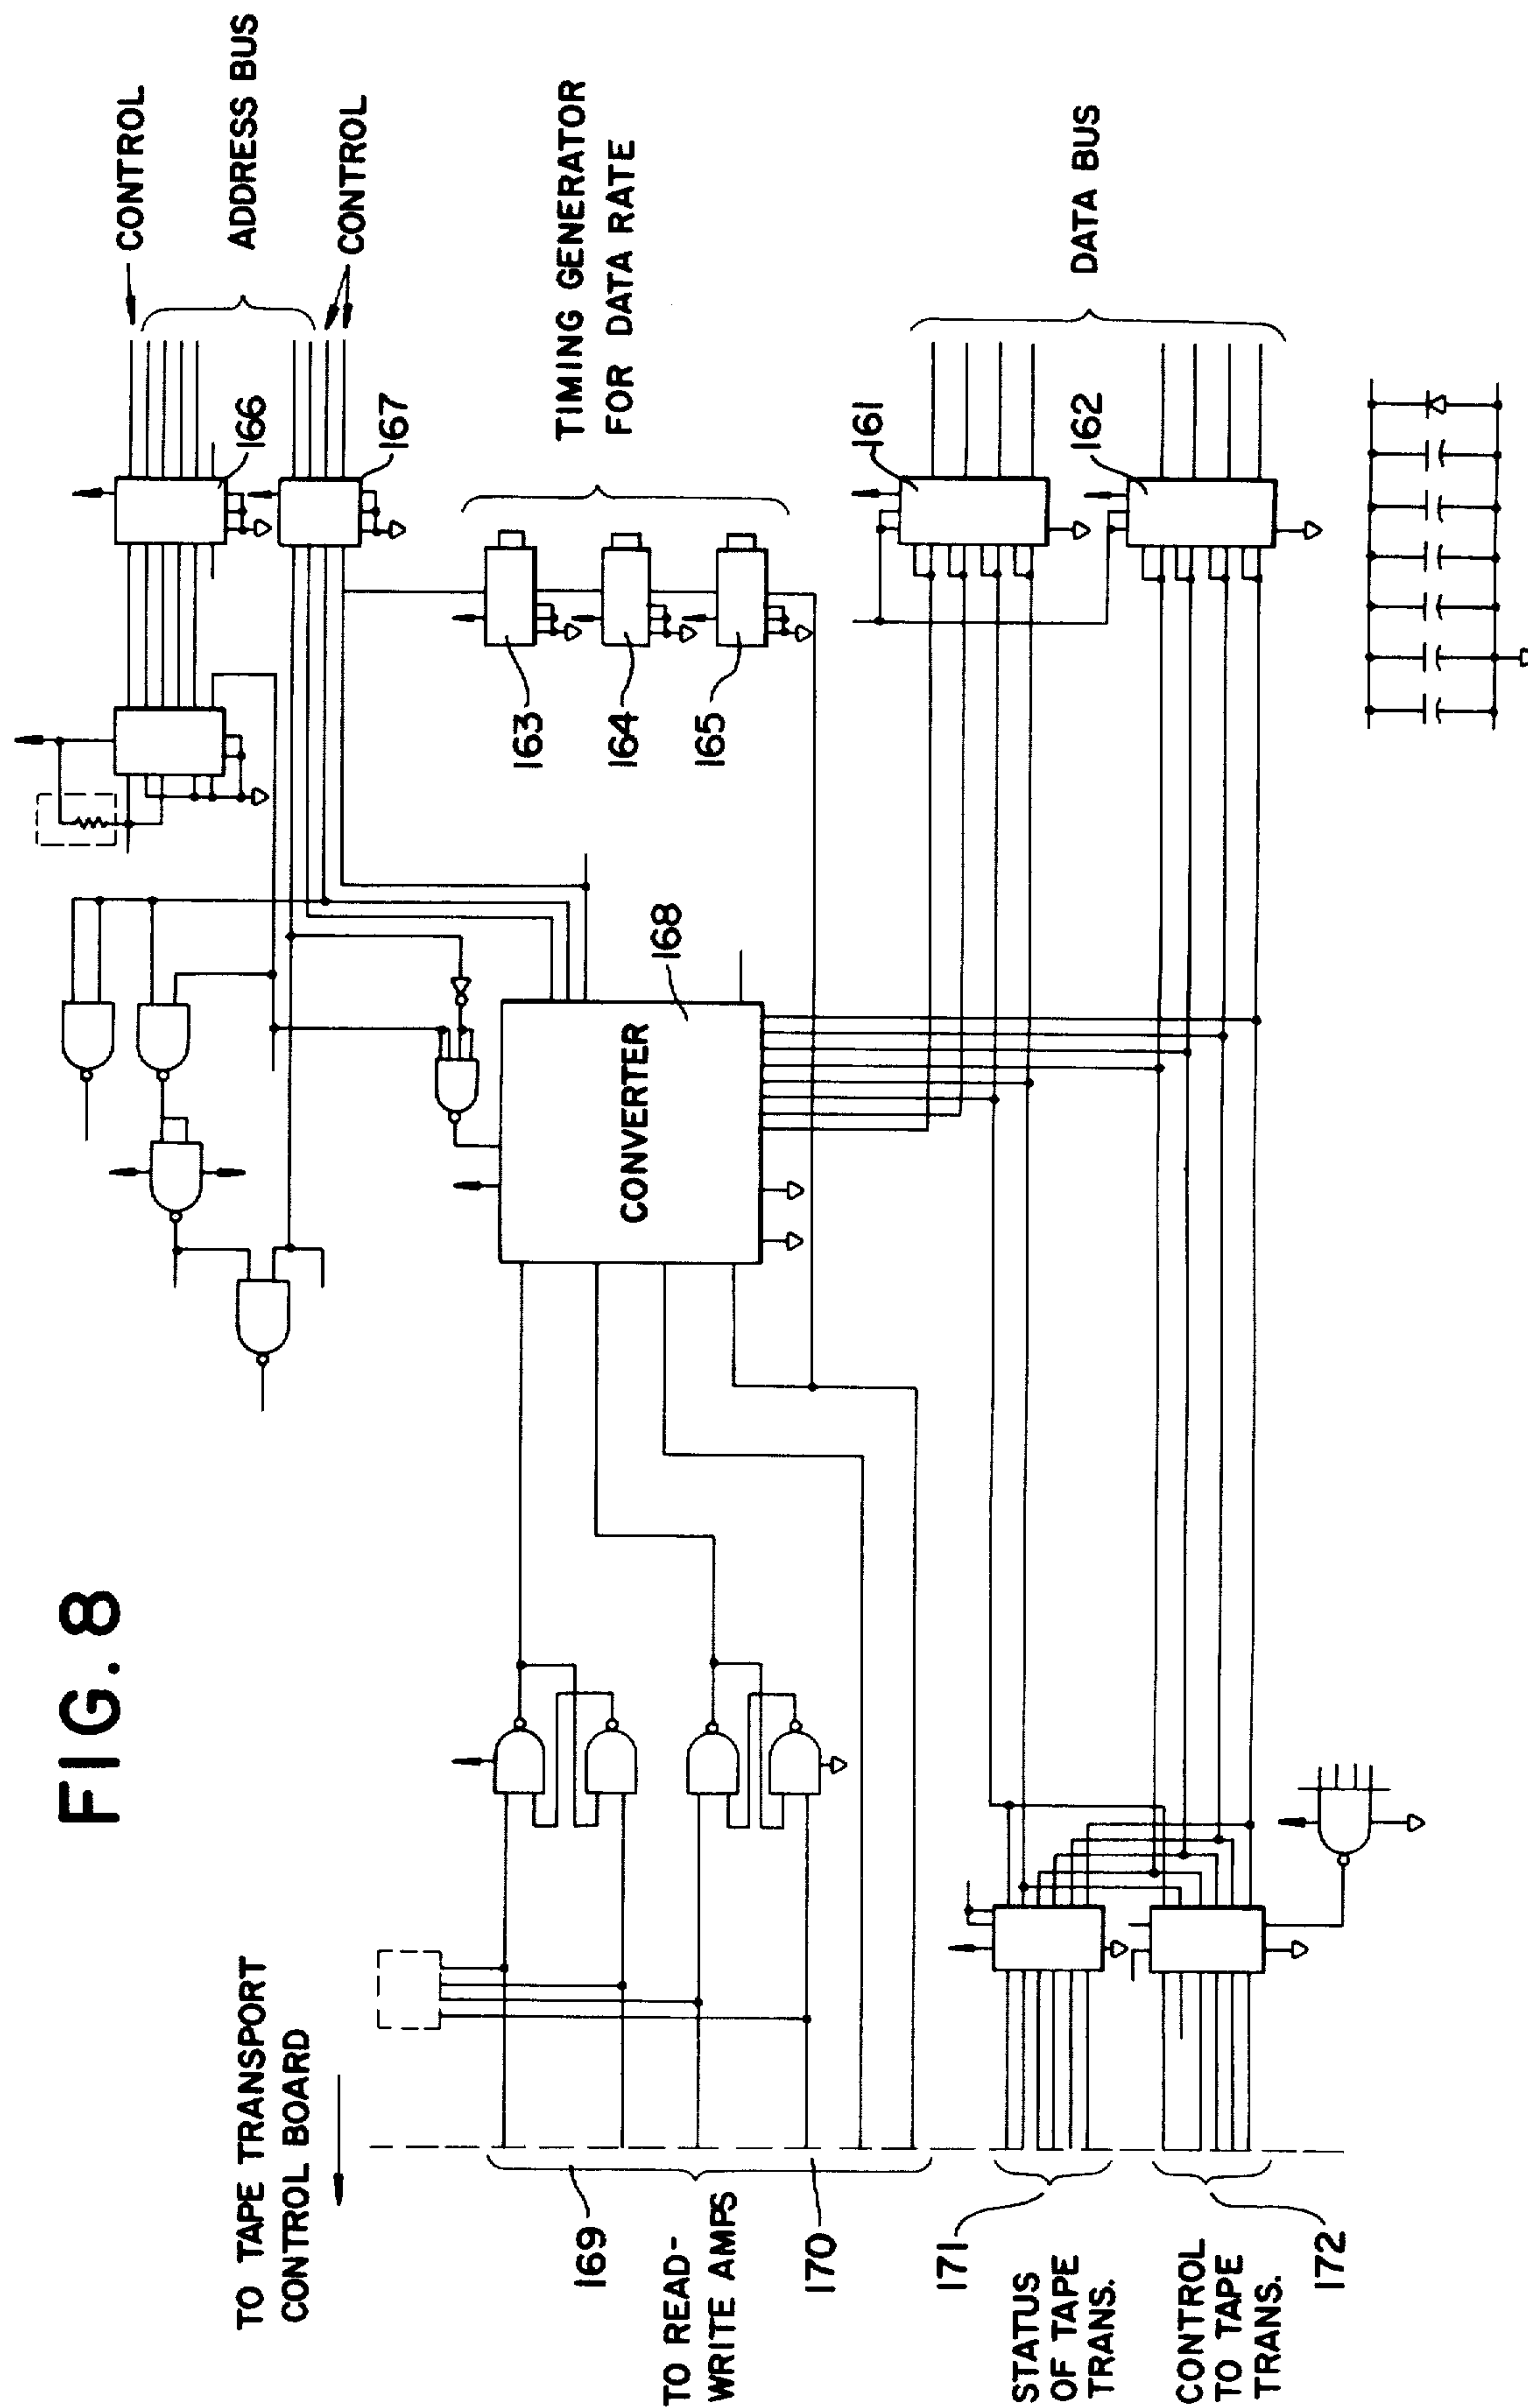 FIG. 8
CONTROL
ADDRESS BUS
CONTROL
166
167
TIMING GENERATOR
FOR DATA RATE
163
164
165
161
162
DATA BUS
CONVERTER
168
TO TAPE TRANSPORT
CONTROL BOARD
169
TO READ-
WRITE AMPS
170
171
STATUS
OF TAPE
TRANS.
CONTROL
TO TAPE
TRANS.
172